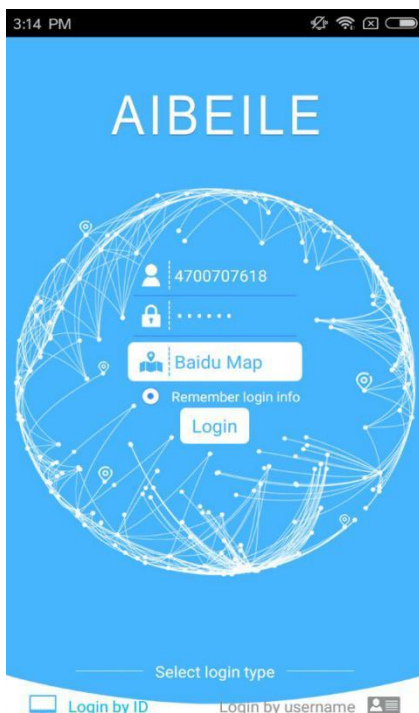 3:14 PM
AIBEILE
4700707618
Baidu Map
Remember login info
Login
Select login type
Login by ID Login by username